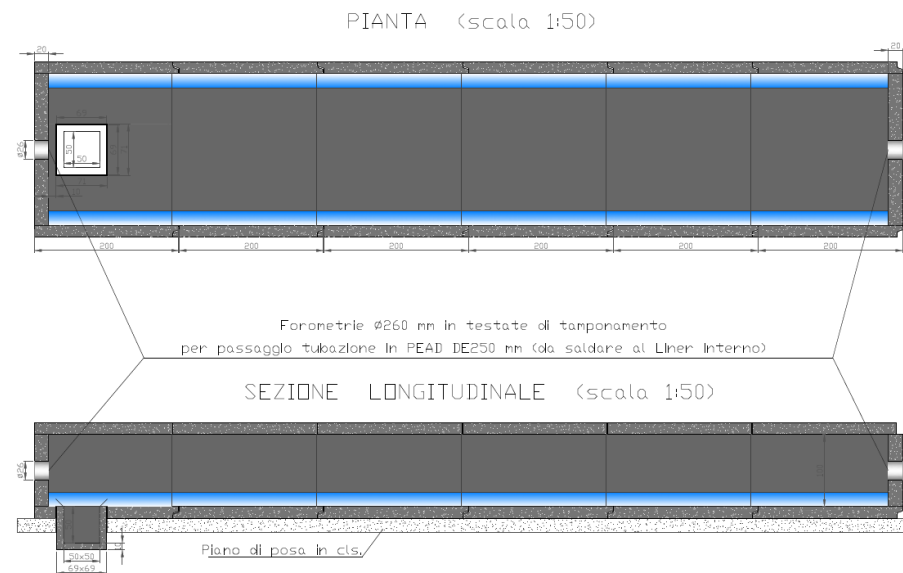 PIANTA (scala 1:50)
20
20
ø26
50
50
200
200
200
200
200
200
Forometrie ø260 mm in testate di tamponamento
per passaggio tubazione in PEAD DE250 mm (da saldare al Liner Interno)
SEZIONE LONGITUDINALE (scala 1:50)
ø26
Piano di posa in cls.
50x50
69x69